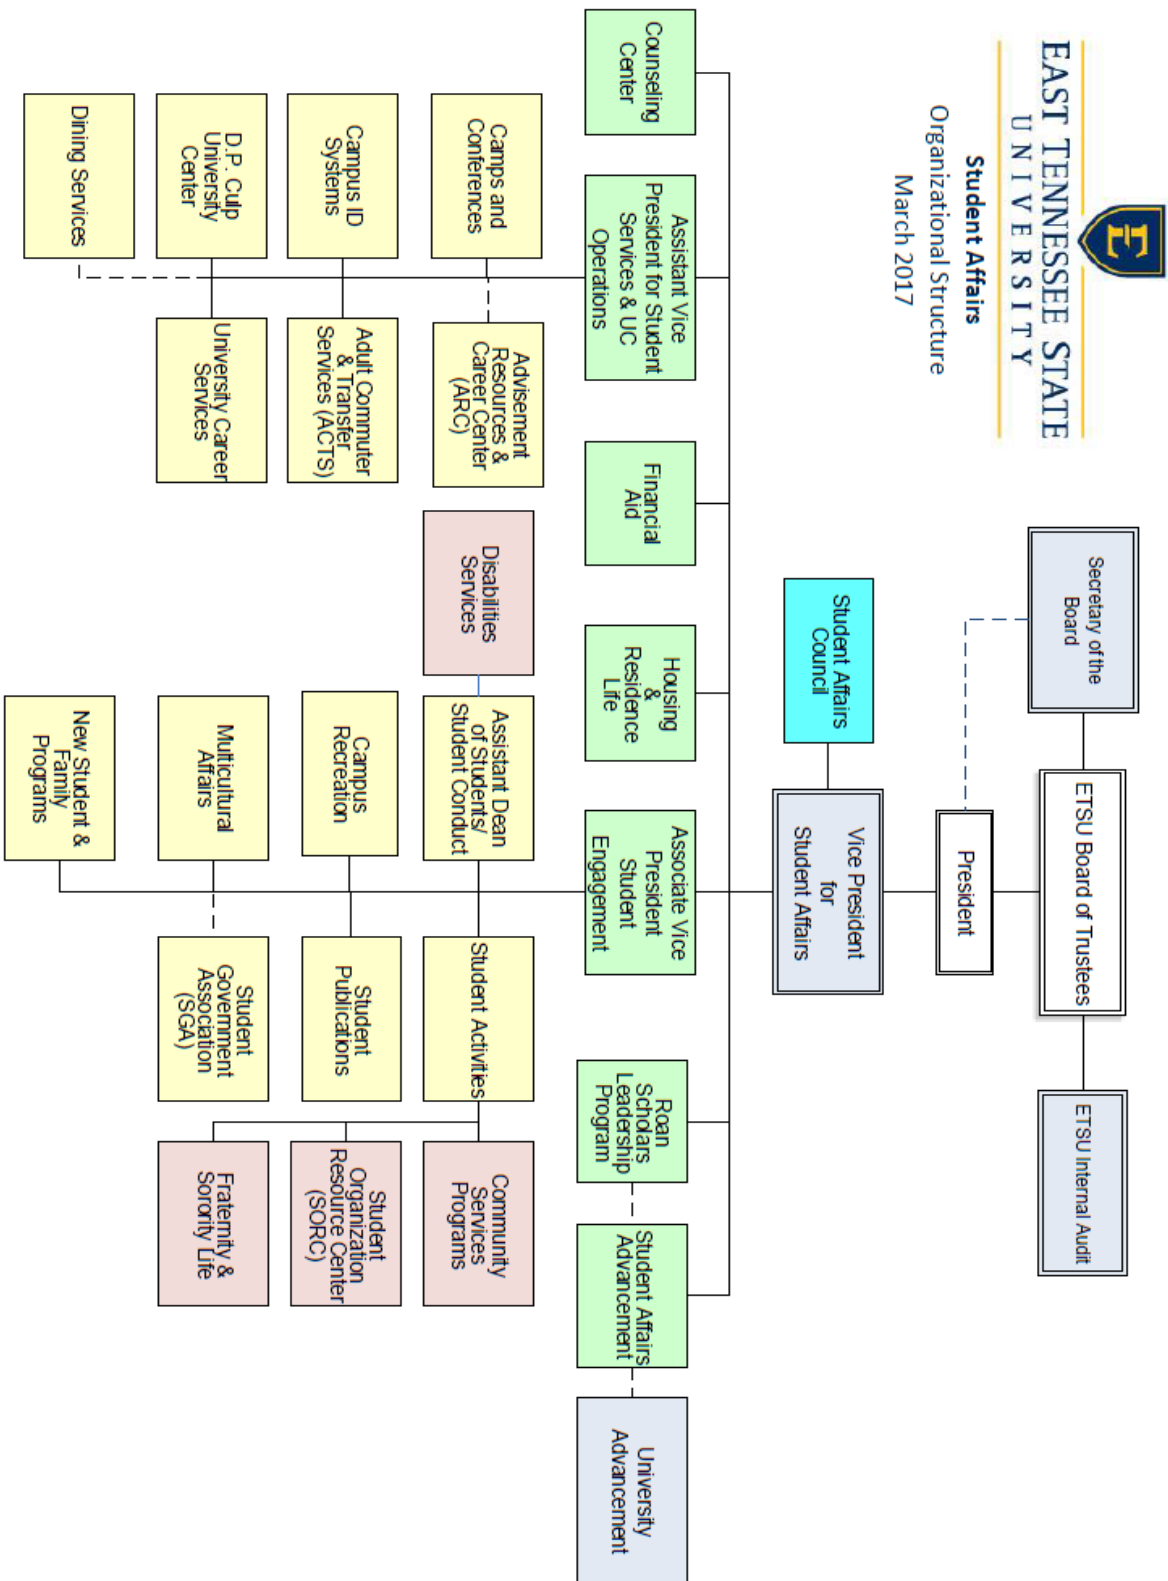 E
EAST TENNESSEE STATE
UNIVERSITY
Student Affairs
Organizational Structure
March 2017
Secretary of the
Board
ETSU Board of Trustees
ETSU Internal Audit
President
Student Affairs
Council
Vice President
for
Student Affairs
Counseling
Center
Assistant Vice
President for Student
Services & UC
Operations
Financial
Aid
Housing
&
Residence
Life
Associate Vice
President
Student
Engagement
Roan
Scholars
Leadership
Program
Student Affairs
Advancement
University
Advancement
Camps and
Conferences
Advisement
Resources &
Career Center
(ARC)
Disabilities
Services
Assistant Dean
of Students/
Student Conduct
Student Activities
Community
Services
Programs
Campus ID
Systems
Adult Commuter
& Transfer
Services (ACTS)
Campus
Recreation
Student
Publications
Student
Organization
Resource Center
(SORC)
D.P. Culp
University
Center
University Career
Services
Multicultural
Affairs
Student
Government
Association
(SGA)
Fraternity &
Sorority Life
Dining Services
New Student &
Family
Programs